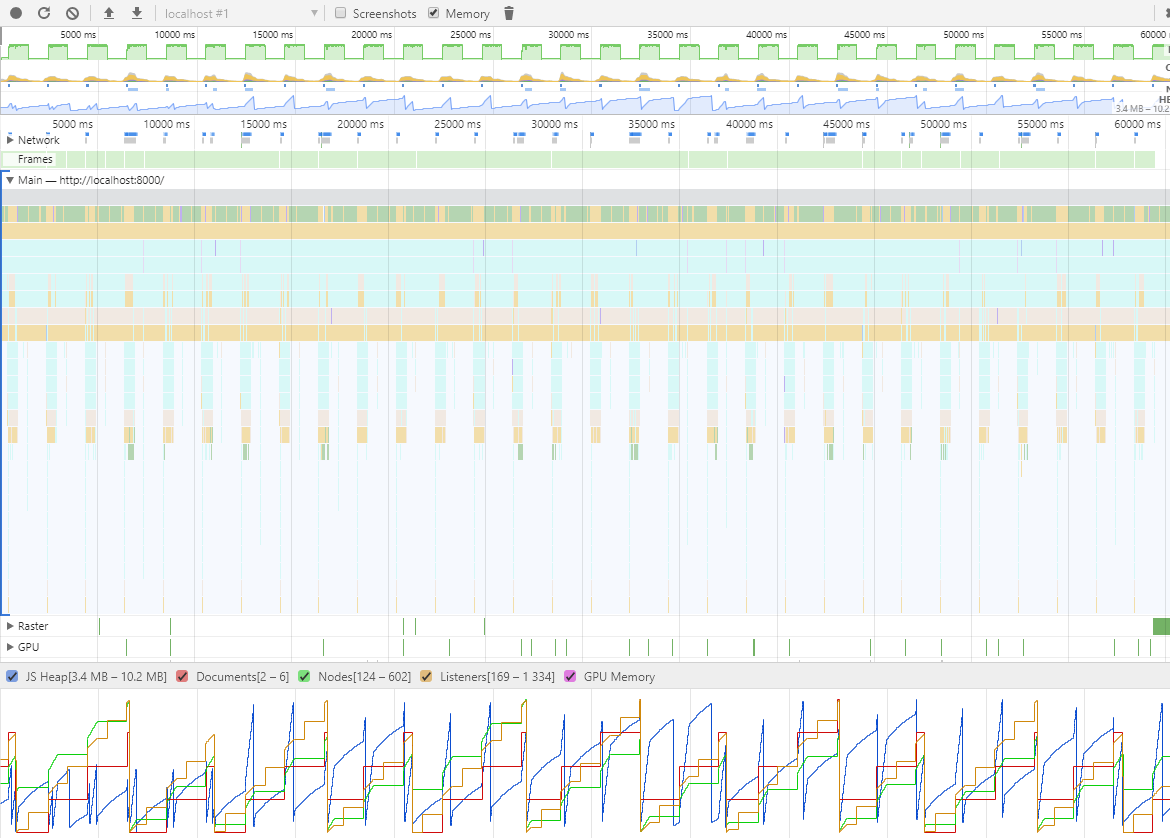 localhost #1 Screenshots Memory
5000 ms 10000 ms 15000 ms 20000 ms 25000 ms 30000 ms 35000 ms 40000 ms 45000 ms 50000 ms 55000 ms 60000
HE
3.4 MB – 10.2
5000 ms 10000 ms 15000 ms 20000 ms 25000 ms 30000 ms 35000 ms 40000 ms 45000 ms 50000 ms 55000 ms 60000 ms
Network
Frames
Main — http://localhost:8000/
Raster
GPU
JS Heap[3.4 MB – 10.2 MB] Documents[2 – 6] Nodes[124 – 602] Listeners[169 – 1 334] GPU Memory